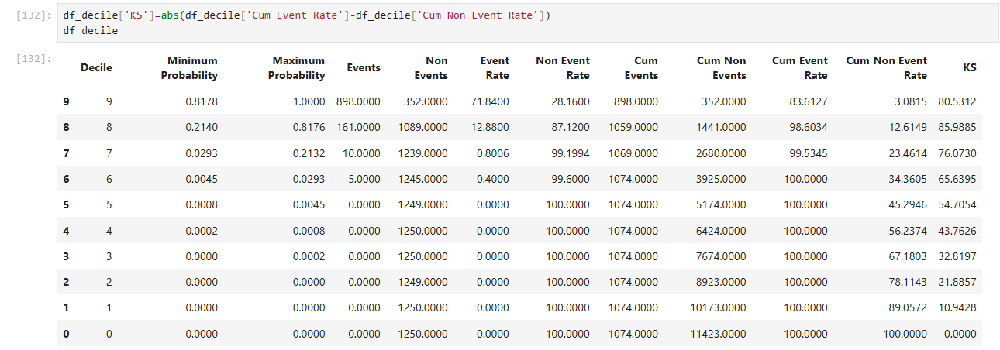 [132]: df_decile['KS']=abs(df_decile['Cum Event Rate']-df_decile['Cum Non Event Rate'])
df_decile
[132]: Decile Minimum Probability Maximum Probability Events Non Events Event Rate Non Event Rate Cum Events Cum Non Events Cum Event Rate Cum Non Event Rate KS
9 9 0.8178 1.0000 898.0000 352.0000 71.8400 28.1600 898.0000 352.0000 83.6127 3.0815 80.5312
8 8 0.2140 0.8176 161.0000 1089.0000 12.8800 87.1200 1059.0000 1441.0000 98.6034 12.6149 85.9885
7 7 0.0293 0.2132 10.0000 1239.0000 0.8006 99.1994 1069.0000 2680.0000 99.5345 23.4614 76.0730
6 6 0.0045 0.0293 5.0000 1245.0000 0.4000 99.6000 1074.0000 3925.0000 100.0000 34.3605 65.6395
5 5 0.0008 0.0045 0.0000 1249.0000 0.0000 100.0000 1074.0000 5174.0000 100.0000 45.2946 54.7054
4 4 0.0002 0.0008 0.0000 1250.0000 0.0000 100.0000 1074.0000 6424.0000 100.0000 56.2374 43.7626
3 3 0.0000 0.0002 0.0000 1250.0000 0.0000 100.0000 1074.0000 7674.0000 100.0000 67.1803 32.8197
2 2 0.0000 0.0000 0.0000 1249.0000 0.0000 100.0000 1074.0000 8923.0000 100.0000 78.1143 21.8857
1 1 0.0000 0.0000 0.0000 1250.0000 0.0000 100.0000 1074.0000 10173.0000 100.0000 89.0572 10.9428
0 0 0.0000 0.0000 0.0000 1250.0000 0.0000 100.0000 1074.0000 11423.0000 100.0000 100.0000 0.0000